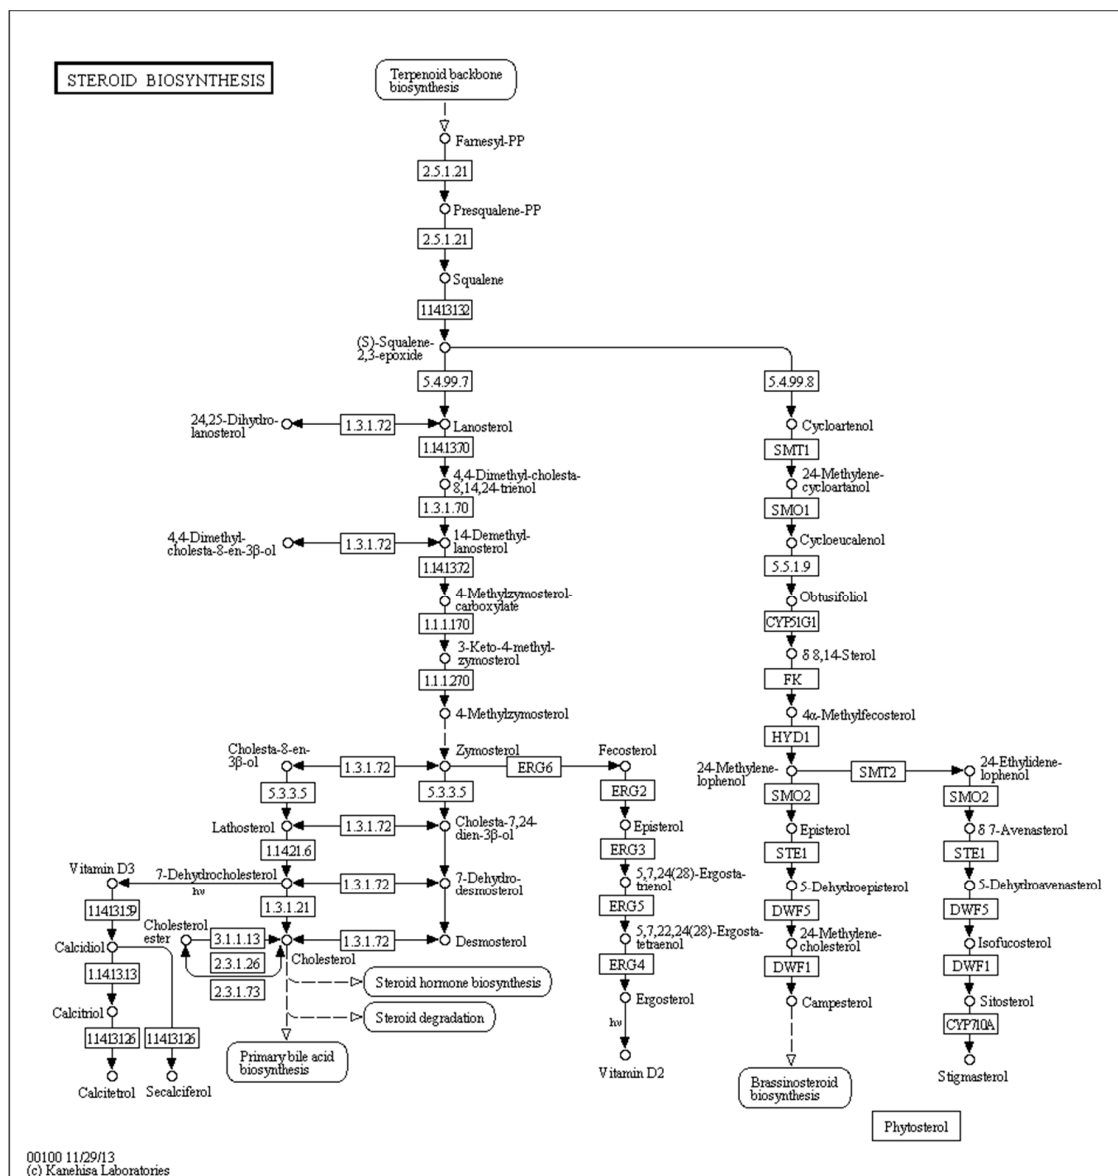 STEROID BIOSYNTHESIS
Terpenoid backbone
biosynthesis
Farnesyl-PP
2.5.1.21
Presqualene-PP
2.5.1.21
Squalene
1.14.13.132
(S)-Squalene-
2,3-epoxide
5.4.99.7
5.4.99.8
24,25-Dihydro-
lanosterol
1.3.1.72
Lanosterol
Cycloartenol
1.14.13.70
SMT1
4,4-Dimethyl-cholesta-
8,14,24-trienol
24-Methylene-
cycloartanol
1.3.1.70
SMO1
4,4-Dimethyl-
cholesta-8-en-3β-ol
1.3.1.72
14-Demethyl-
lanosterol
Cycloeucalenol
1.14.13.72
5.5.1.9
4-Methylzymosterol-
carboxylate
Obtusifoliol
1.1.1.170
CYP51G1
3-Keto-4-methyl-
zymosterol
δ 8,14-Sterol
1.1.1.270
FK
4-Methylzymosterol
4α-Methylfecosterol
HYD1
Cholesta-8-en-
3β-ol
1.3.1.72
Zymosterol
ERG6
Fecosterol
24-Methylene-
lophenol
SMT2
24-Ethylidene-
lophenol
5.3.3.5
5.3.3.5
ERG2
SMO2
SMO2
Lathosterol
1.3.1.72
Cholesta-7,24-
dien-3β-ol
Episterol
Episterol
δ 7-Avenasterol
1.14.21.6
ERG3
STE1
STE1
Vitamin D3
7-Dehydrocholesterol
hν
1.3.1.72
7-Dehydro-
desmosterol
5,7,24(28)-Ergosta-
trienol
5-Dehydroepisterol
5-Dehydroavenasterol
1.14.13.159
1.3.1.21
ERG5
DWF5
DWF5
Calcidiol
Cholesterol
ester
3.1.1.13
2.3.1.26
2.3.1.73
Cholesterol
1.3.1.72
Desmosterol
5,7,22,24(28)-Ergosta-
tetraenol
24-Methylene-
cholesterol
Isofucosterol
1.14.13.13
ERG4
DWF1
DWF1
Steroid hormone biosynthesis
Calcitriol
Steroid degradation
Ergosterol
Campesterol
Sitosterol
1.14.13.126
1.14.13.126
hν
CYP710A
Primary bile acid
biosynthesis
Calcitetrol
Secalciferol
Vitamin D2
Brassinosteroid
biosynthesis
Stigmasterol
Phytosterol
00100 11/29/13
(c) Kanehisa Laboratories